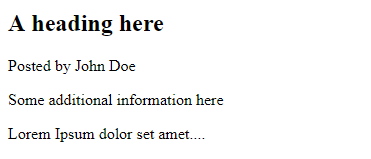 A heading here
Posted by John Doe
Some additional information here
Lorem Ipsum dolor set amet....